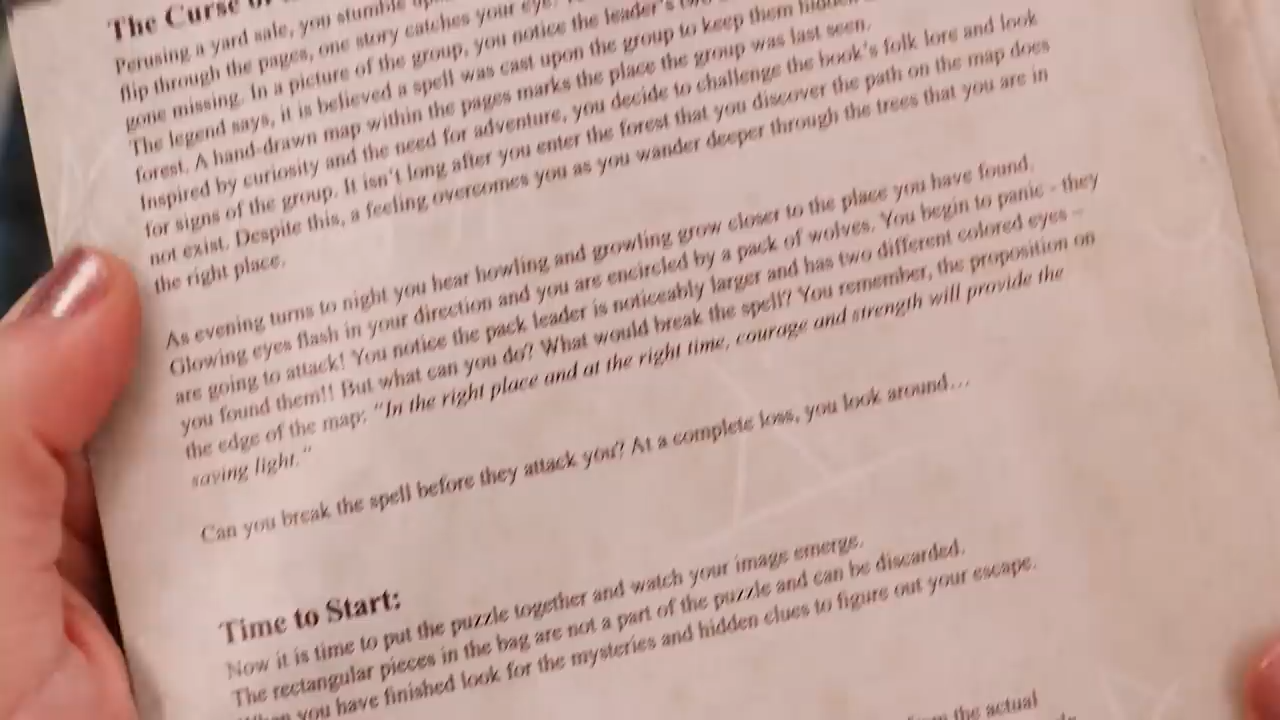 The Curse of
Perusing a yard sale, you stumble
flip through the pages, one story catches your eye.
gone missing. In a picture of the group, you notice the leader's two
The legend says, it is believed a spell was cast upon the group to keep them hidden
forest. A hand-drawn map within the pages marks the place the group was last seen.
Inspired by curiosity and the need for adventure, you decide to challenge the book's folk lore and look
for signs of the group. It isn't long after you enter the forest that you discover the path on the map does
not exist. Despite this, a feeling overcomes you as you wander deeper through the trees that you are in
the right place.
As evening turns to night you hear howling and growling grow closer to the place you have found.
Glowing eyes flash in your direction and you are encircled by a pack of wolves. You begin to panic - they
are going to attack! You notice the pack leader is noticeably larger and has two different colored eyes –
you found them!! But what can you do? What would break the spell? You remember, the proposition on
the edge of the map: "In the right place and at the right time, courage and strength will provide the
saving light."
Can you break the spell before they attack you? At a complete loss, you look around...
Time to Start:
Now it is time to put the puzzle together and watch your image emerge.
The rectangular pieces in the bag are not a part of the puzzle and can be discarded.
When you have finished look for the mysteries and hidden clues to figure out your escape.
the actual